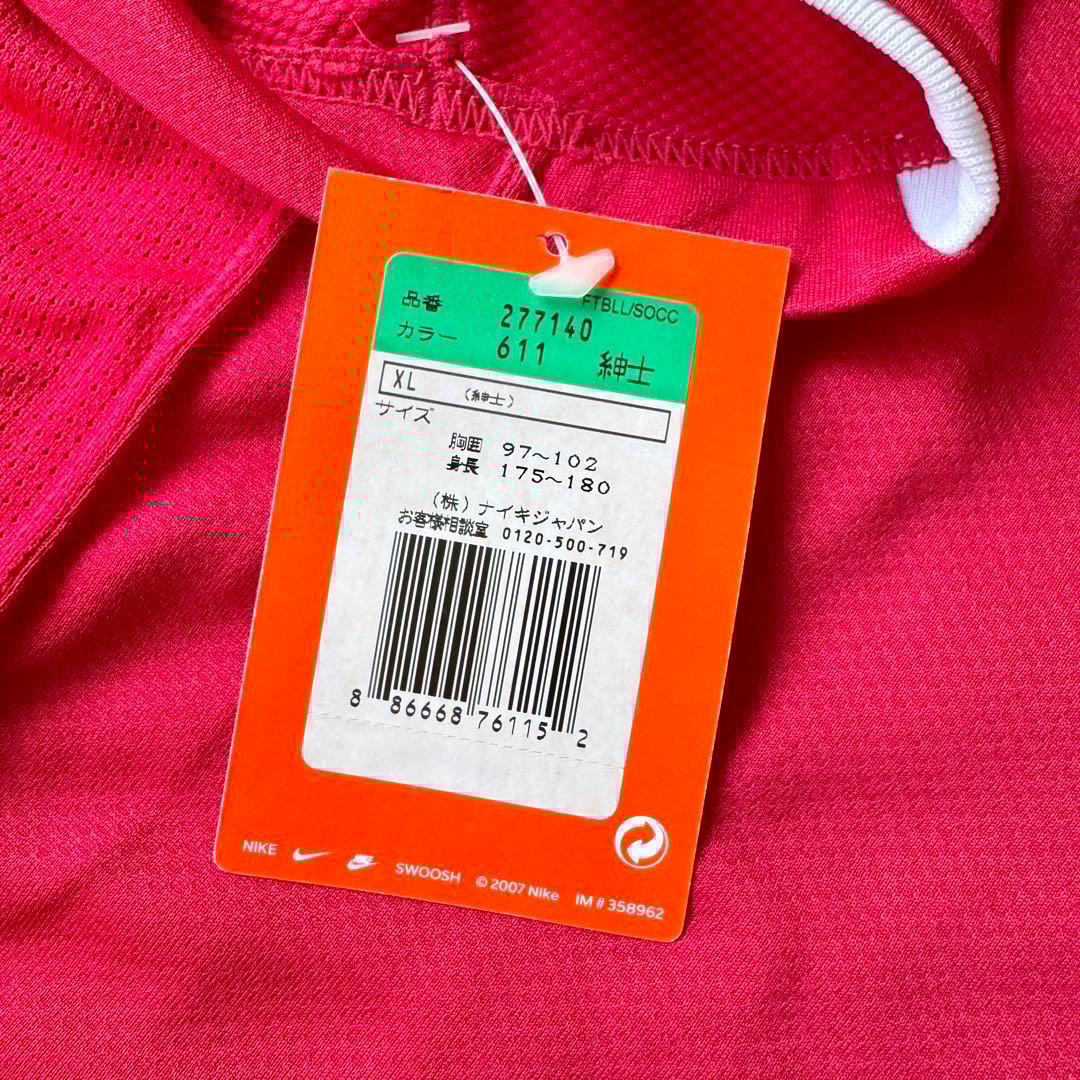 FTBLL/SOCC
品番 277140
カラー 611 紳士
XL (紳士)
サイズ
胸囲 97~102
身長 175~180
(株)ナイキジャパン
お客様相談室 0120-500-719
8 86668 76115 2
NIKE NIKE SWOOSH © 2007 Nike IM # 358962